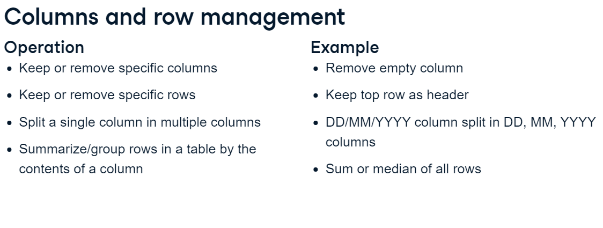 Columns and row management
Operation
Keep or remove specific columns
Keep or remove specific rows
Split a single column in multiple columns
Summarize/group rows in a table by the
contents of a column
Example
Remove empty column
Keep top row as header
DD/MM/YYYY column split in DD, MM, YYYY
columns
Sum or median of all rows